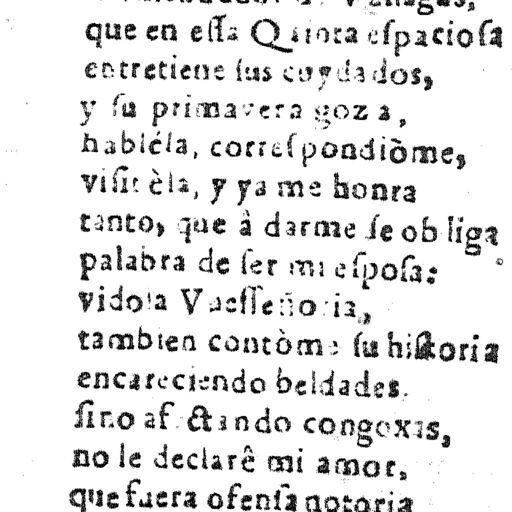 Venagas,
que en eſſa Quinta eſpacioſa
entretiene ſus cuydados,
y ſu primavera goza,
habléla, correſpondiòme,
viſitèla, y ya me honra
tanto, que â darme ſe obliga
palabra de ſer mi eſpoſa:
vidola Vueſſeñoria,
tambien contòme ſu hiſtoria
encareciendo beldades.
ſino afectando congoxas,
no le declarê mi amor,
que fuera ofenſa notoria